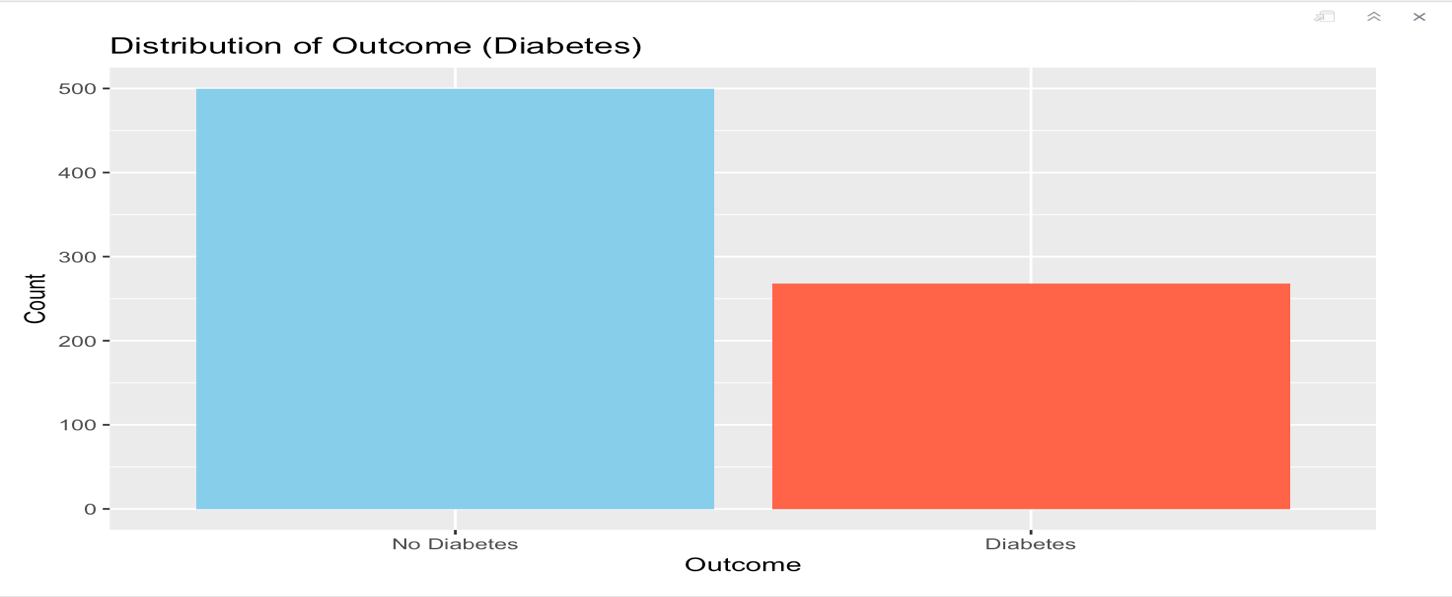 Distribution of Outcome (Diabetes)
500
400
300
200
100
0
Count
No Diabetes
Diabetes
Outcome